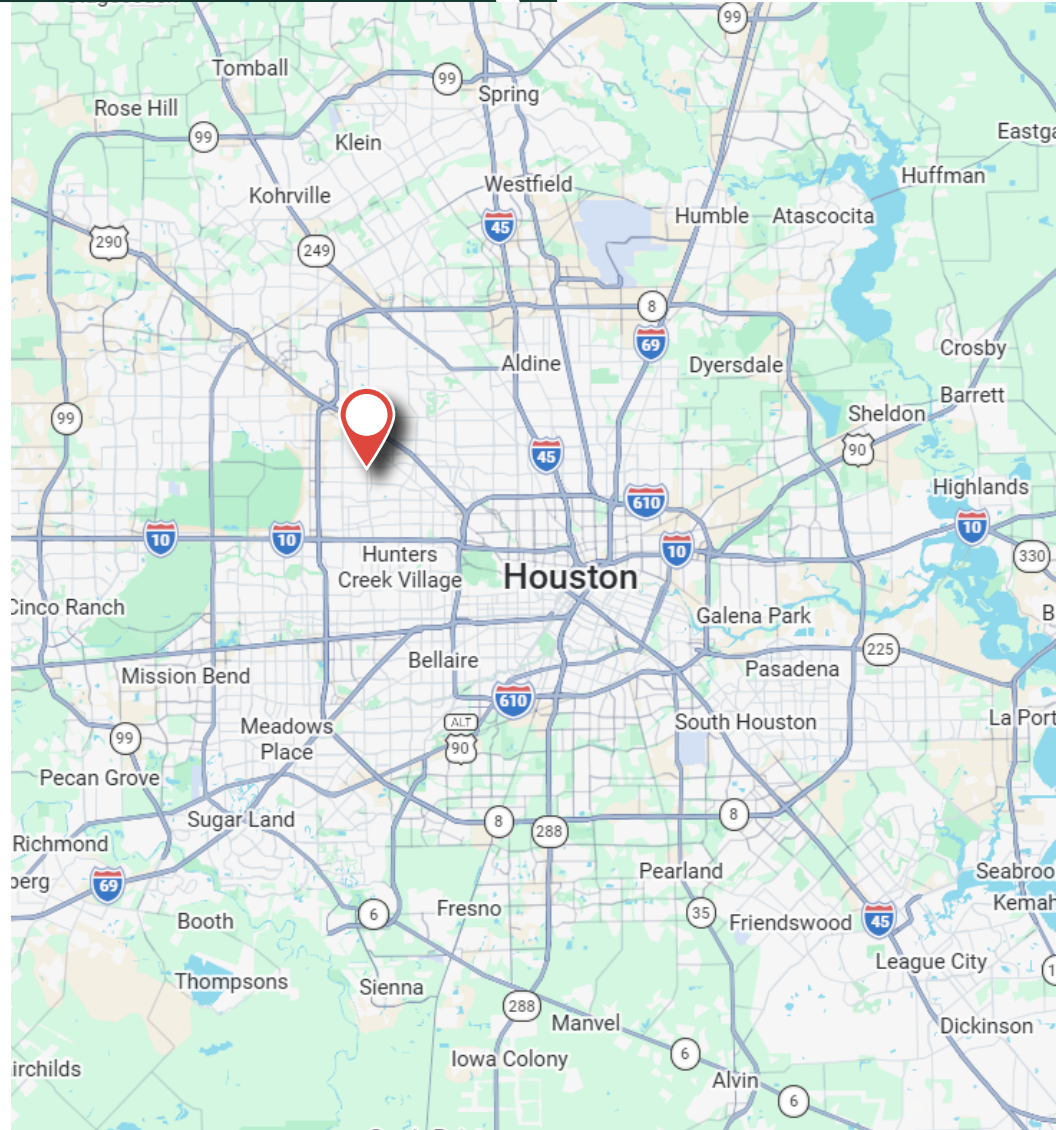 99
Tomball
99
Spring
Rose Hill
99
Klein
Eastga
Westfield
Huffman
Kohrville
45
Humble
Atascocita
290
249
8
69
Aldine
Dyersdale
Crosby
Barrett
99
Sheldon
90
45
Highlands
610
10
10
10
10
Hunters
Creek Village
Houston
330
Cinco Ranch
Galena Park
B
225
Bellaire
Pasadena
Mission Bend
610
ALT
90
South Houston
La Port
Meadows
Place
99
Pecan Grove
Sugar Land
8
288
8
Richmond
Pearland
Seabroo
berg
69
Kemah
Booth
6
Fresno
35
Friendswood
45
League City
Thompsons
Sienna
1
288
Manvel
Dickinson
Iowa Colony
6
irchilds
Alvin
6